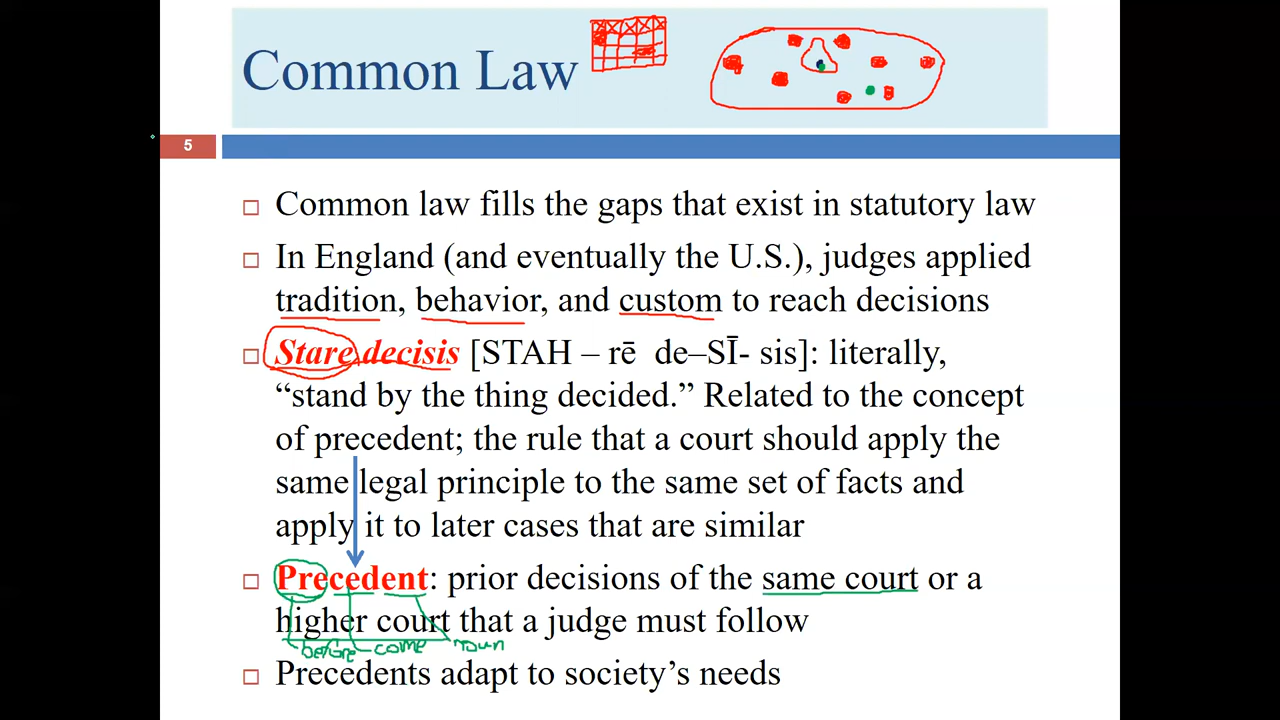 Common Law
5
Common law fills the gaps that exist in statutory law
In England (and eventually the U.S.), judges applied
tradition, behavior, and custom to reach decisions
Stare decisis [STAH – rē de–SĪ- sis]: literally,
“stand by the thing decided.” Related to the concept
of precedent; the rule that a court should apply the
same legal principle to the same set of facts and
apply it to later cases that are similar
Precedent: prior decisions of the same court or a
higher court that a judge must follow
before come noun
Precedents adapt to society’s needs